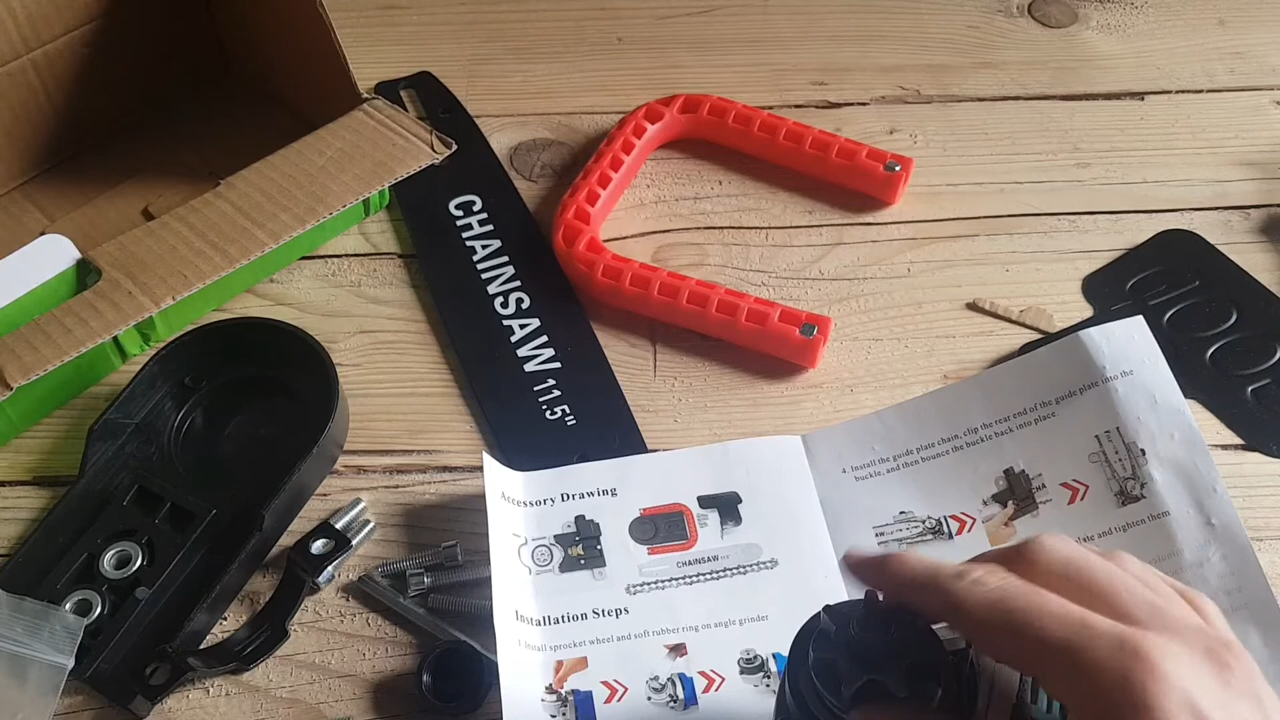 CHAINSAW 11.5"
Accessory Drawing
CHAINSAW
Installation Steps
1. Install sprocket wheel and soft rubber ring on angle grinder
4. Install the guide plate chain, clip the rear end of the guide plate into the
buckle, and then bounce the buckle back into place.
plate and tighten them